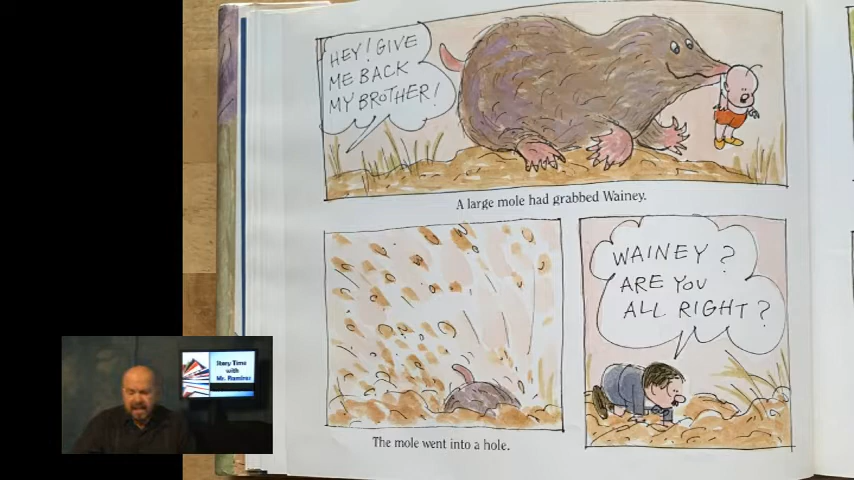 HEY! GIVE
ME BACK
MY BROTHER!
A large mole had grabbed Wainey.
The mole went into a hole.
WAINEY?
ARE YOU
ALL RIGHT?
Story Time
with
Mr. Ramirez